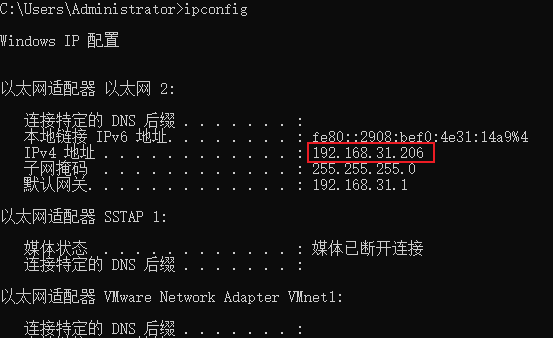 C:\Users\Administrator>ipconfig
Windows IP 配置
以太网适配器 以太网 2:
连接特定的 DNS 后缀 . . . . . . . :
本地链接 IPv6 地址. . . . . . . . : fe80::2908:bef0:4e31:14a9%4
IPv4 地址 . . . . . . . . . . . . : 192.168.31.206
子网掩码 . . . . . . . . . . . . : 255.255.255.0
默认网关. . . . . . . . . . . . . : 192.168.31.1
以太网适配器 SSTAP 1:
媒体状态 . . . . . . . . . . . . : 媒体已断开连接
连接特定的 DNS 后缀 . . . . . . . :
以太网适配器 VMware Network Adapter VMnet1:
连接特定的 DNS 后缀 . . . . . . . :